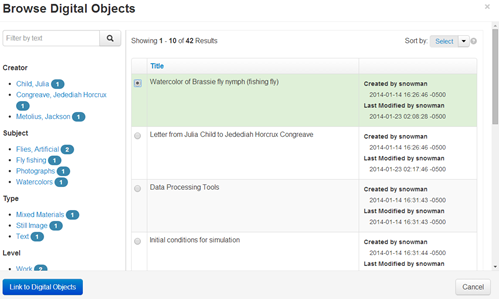 Browse Digital Objects
×
Filter by text
Showing 1 - 10 of 42 Results
Sort by: Select
Creator
Child, Julia 1
Congreave, Jedediah Horcrux
1
Metolius, Jackson 1
Subject
Flies, Artificial 2
Fly fishing 1
Photographs 1
Watercolors 1
Type
Mixed Materials 1
Still Image 1
Text 1
Level
Work 2
Title
Watercolor of Brassie fly nymph (fishing fly)
Created by snowman
2014-01-14 16:26:46 -0500
Last Modified by snowman
2014-01-23 02:08:28 -0500
Letter from Julia Child to Jedediah Horcrux Congreave
Created by snowman
2014-01-14 16:26:46 -0500
Last Modified by snowman
2014-01-23 02:17:46 -0500
Data Processing Tools
Created by snowman
2014-01-14 16:31:43 -0500
Last Modified by snowman
2014-01-14 16:31:43 -0500
Initial conditions for simulation
Created by snowman
2014-01-14 16:31:44 -0500
Last Modified by snowman
Link to Digital Objects
Cancel